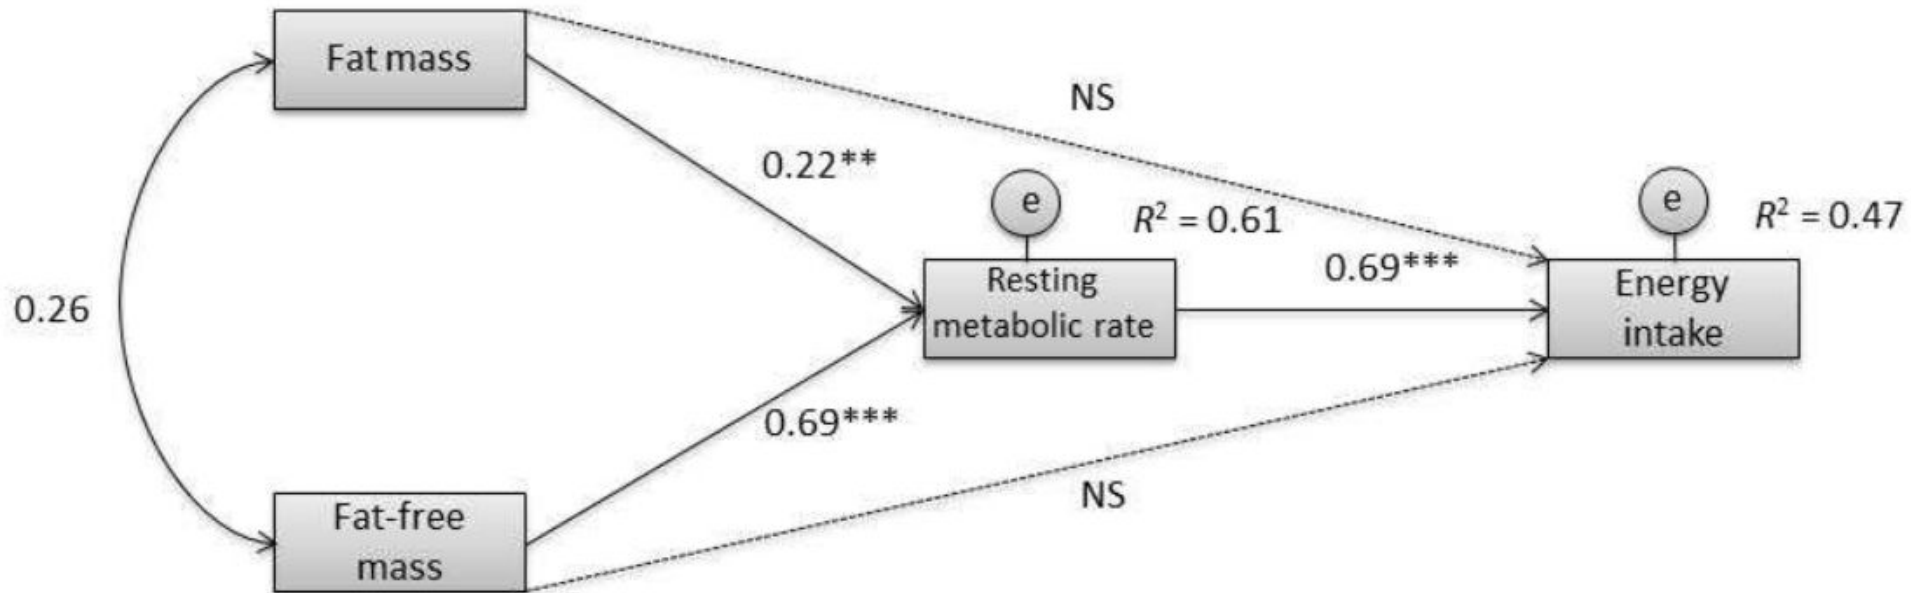 Fat mass
NS
0.22**
e
R² = 0.61
e
R² = 0.47
0.69***
Resting
metabolic rate
Energy
intake
0.26
0.69***
NS
Fat-free
mass